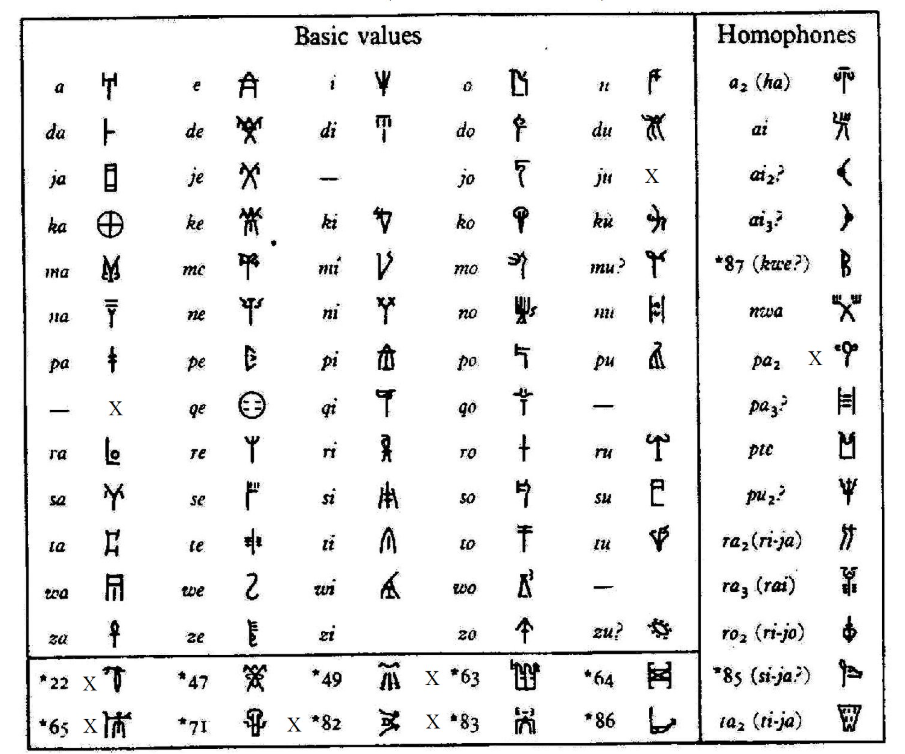 Basic values Homophones
a 𐀀 e 𐀁 i 𐀂 o 𐀃 u 𐀄 a₂ (ha) 𐁀
da 𐀅 de 𐀆 di 𐀇 do 𐀈 du 𐀉 ai 𐁁
ja 𐀊 je 𐀋 — jo 𐀍 ju X ai₂?
ka 𐀏 ke 𐀐 ki 𐀑 ko 𐀒 ku 𐀓 ai₃?
ma 𐀔 me 𐀕 mi 𐀖 mo 𐀗 mu? 𐀘 *87 (kwe?) 𐁌
na 𐀙 ne 𐀚 ni 𐀛 no 𐀜 nu 𐀝 nwa 𐁅
pa 𐀞 pe 𐀟 pi 𐀠 po 𐀡 pu 𐀢 pa₂ X 𐀣
— X qe 𐀤 qi 𐀥 qo 𐀦 — pa₃? 𐁖
ra 𐀨 re 𐀩 ri 𐀪 ro 𐀫 ru 𐀬 pte 𐁇
sa 𐀭 se 𐀮 si 𐀯 so 𐀰 su 𐀱 pu₂? 𐁆
ta 𐀲 te 𐀳 ti 𐀴 to 𐀵 tu 𐀶 ra₂ (ri-ja) 𐁈
wa 𐀷 we 𐀸 wi 𐀹 wo 𐀺 — ra₃ (rai) 𐁉
za 𐀼 ze 𐀽 zi zo 𐀿 zu? 𐁙 ro₂ (ri-jo) 𐁊
*22 X 𐁒 *47 𐁔 *49 𐁕 X *63 𐁗 *64 𐁘 *85 (si-ja?) 𐁂
*65 X 𐀎 *71 𐁃 X *82 𐁚 X *83 𐁛 *86 𐁜 ta₂ (ti-ja) 𐁋